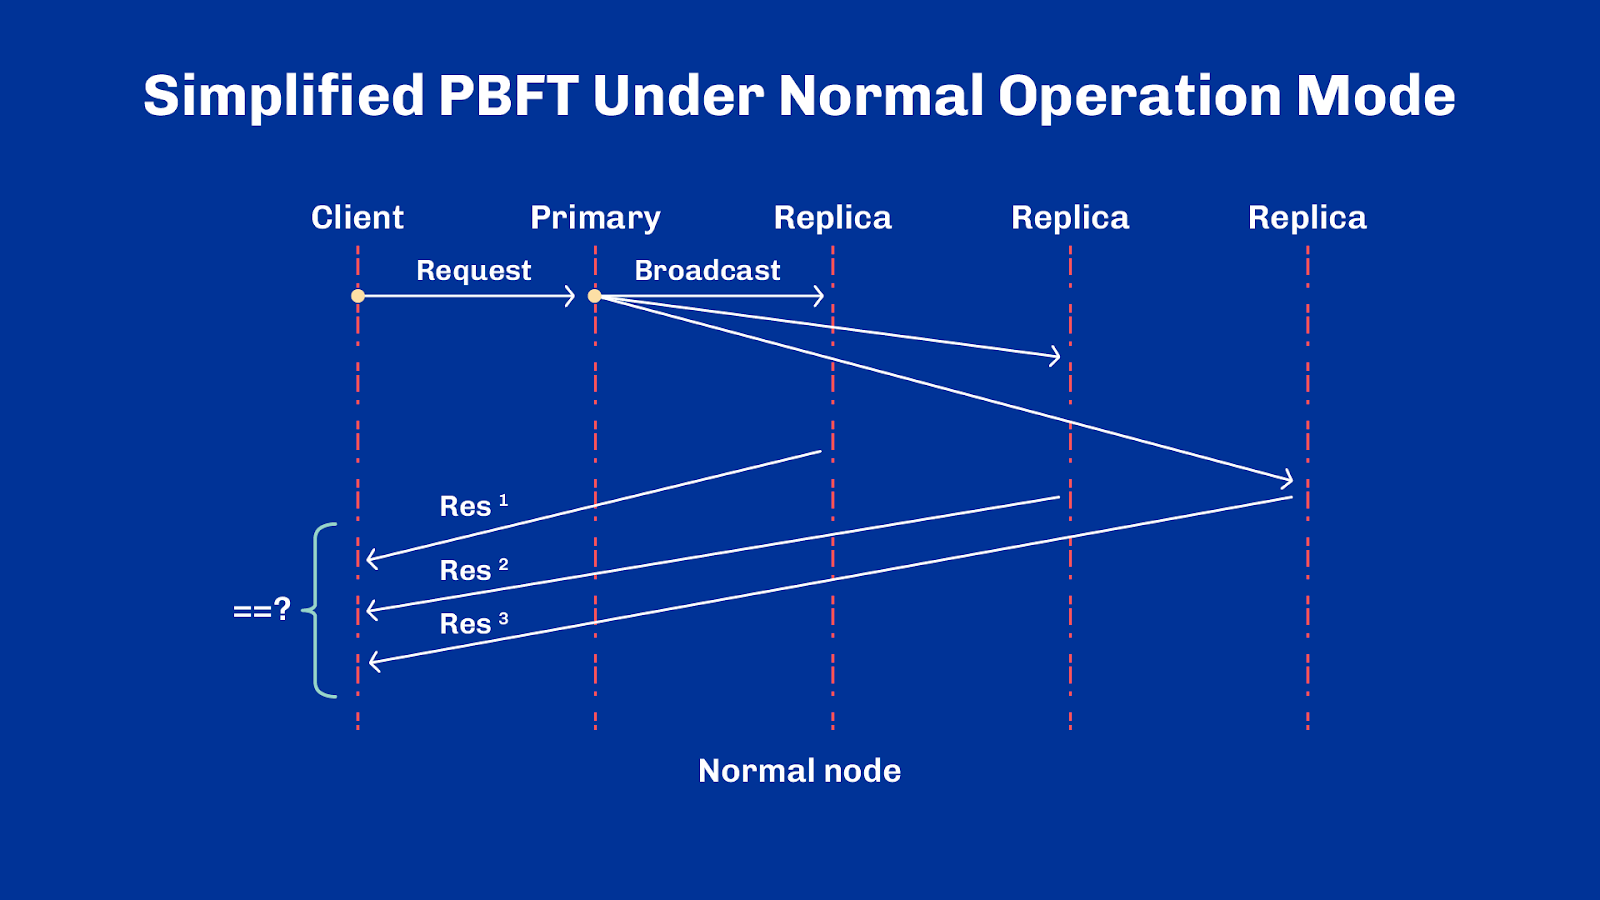 Simplified PBFT Under Normal Operation Mode
Client Primary Replica Replica Replica
Request Broadcast
Res ¹
Res ²
==?
Res ³
Normal node